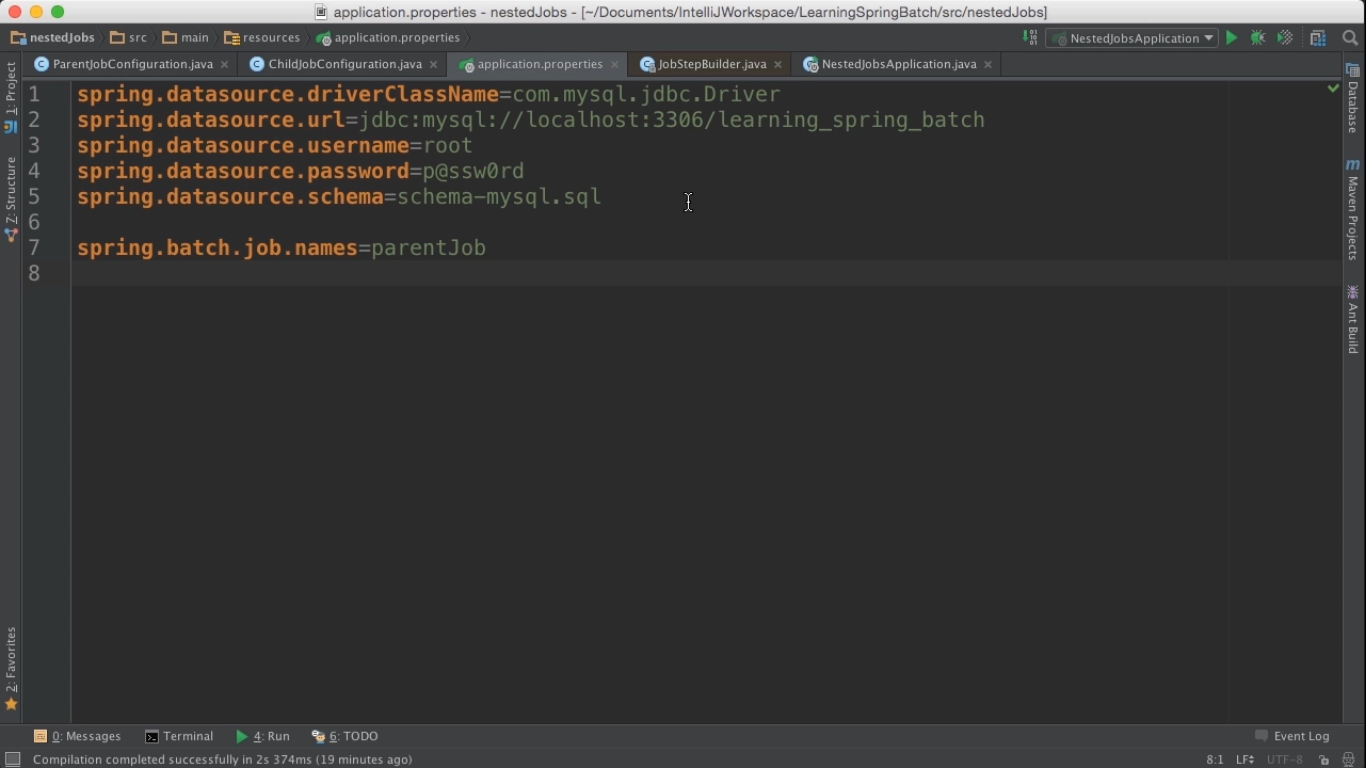 application.properties - nestedJobs - [~/Documents/IntelliJWorkspace/LearningSpringBatch/src/nestedJobs]
nestedJobs src main resources application.properties NestedJobsApplication
ParentJobConfiguration.java ChildJobConfiguration.java application.properties JobStepBuilder.java NestedJobsApplication.java
1: Project
Z: Structure
2: Favorites
1 spring.datasource.driverClassName=com.mysql.jdbc.Driver
2 spring.datasource.url=jdbc:mysql://localhost:3306/learning_spring_batch
3 spring.datasource.username=root
4 spring.datasource.password=p@ssw0rd
5 spring.datasource.schema=schema-mysql.sql
6
7 spring.batch.job.names=parentJob
8
Database
Maven Projects
Ant Build
0: Messages Terminal 4: Run 6: TODO Event Log
Compilation completed successfully in 2s 374ms (19 minutes ago) 8:1 LF UTF-8